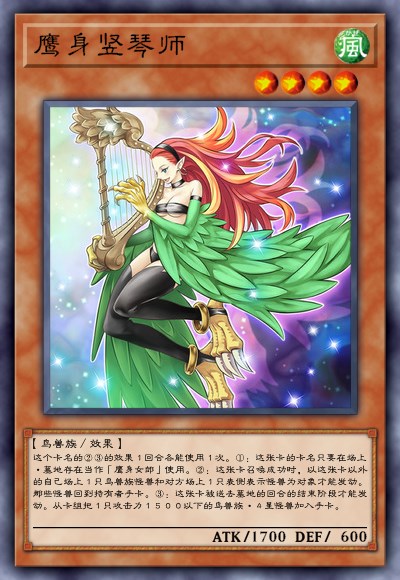 鹰身竖琴师
風
【鸟兽族／效果】
这个卡名的②③的效果１回合各能使用１次。①：这张卡的卡名只要在场上
・墓地存在当作「鹰身女郎」使用。②：这张卡召唤成功时，以这张卡以外
的自己场上１只鸟兽族怪兽和对方场上１只表侧表示怪兽为对象才能发动。
那些怪兽回到持有者手卡。③：这张卡被送去墓地的回合的结束阶段才能发
动。从卡组把１只攻击力１５００以下的鸟兽族・４星怪兽加入手卡。
ATK/1700 DEF/ 600